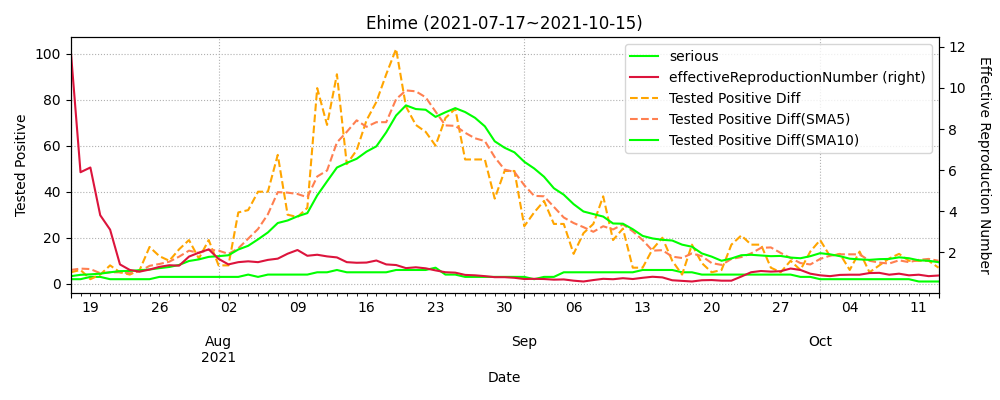 Ehime (2021-07-17~2021-10-15)
serious
effectiveReproductionNumber (right)
Tested Positive Diff
Tested Positive Diff(SMA5)
Tested Positive Diff(SMA10)
Tested Positive
100
80
60
40
20
0
12
10
8
6
4
2
Effective Reproduction Number
19 26 02 09 16 23 30 06 13 20 27 04 11
Aug Sep Oct
2021
Date